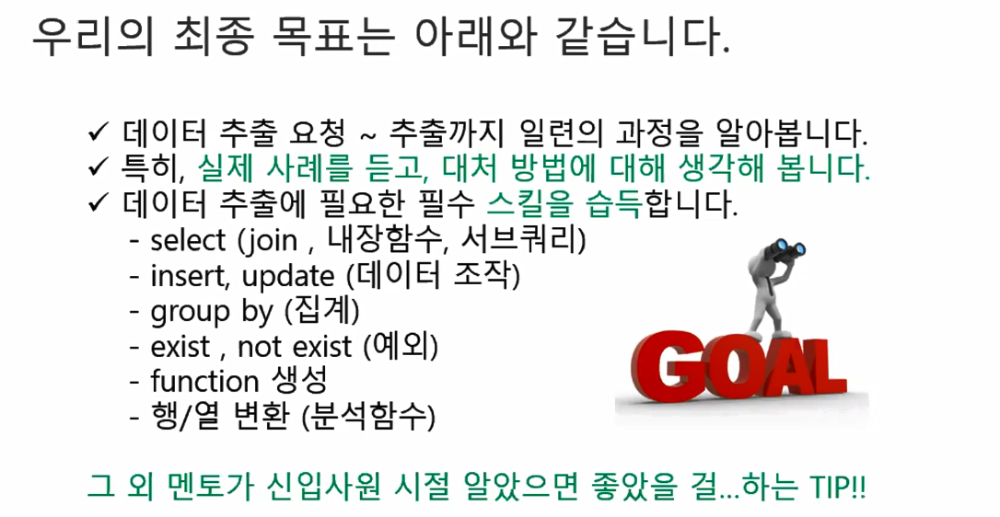 우리의 최종 목표는 아래와 같습니다.
✓ 데이터 추출 요청 ~ 추출까지 일련의 과정을 알아봅니다.
✓ 특히, 실제 사례를 듣고, 대처 방법에 대해 생각해 봅니다.
✓ 데이터 추출에 필요한 필수 스킬을 습득합니다.
- select (join , 내장함수, 서브쿼리)
- insert, update (데이터 조작)
- group by (집계)
- exist , not exist (예외)
- function 생성
- 행/열 변환 (분석함수)
GOAL
그 외 멘토가 신입사원 시절 알았으면 좋았을 걸...하는 TIP!!